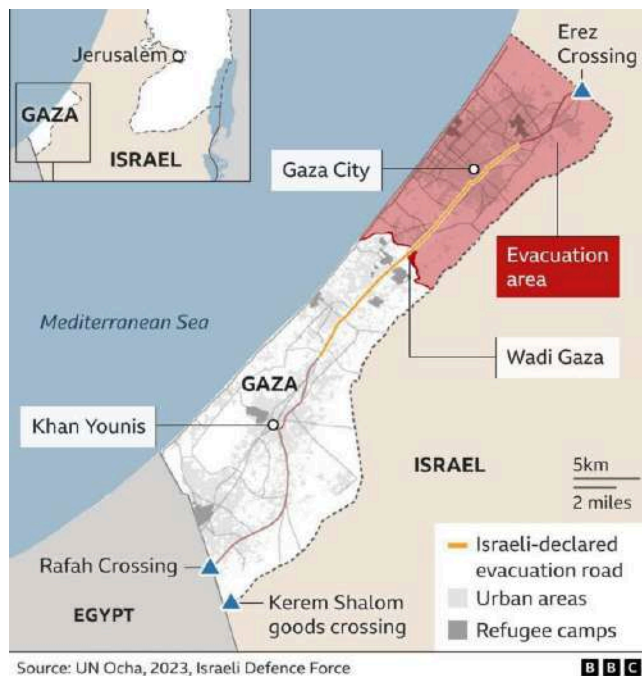 Jerusalem
GAZA
ISRAEL
Erez
Crossing
Gaza City
Evacuation
area
Mediterranean Sea
Wadi Gaza
GAZA
Khan Younis
ISRAEL
5km
2 miles
Rafah Crossing
EGYPT
Kerem Shalom
goods crossing
Israeli-declared
evacuation road
Urban areas
Refugee camps
Source: UN Ocha, 2023, Israeli Defence Force
BBC